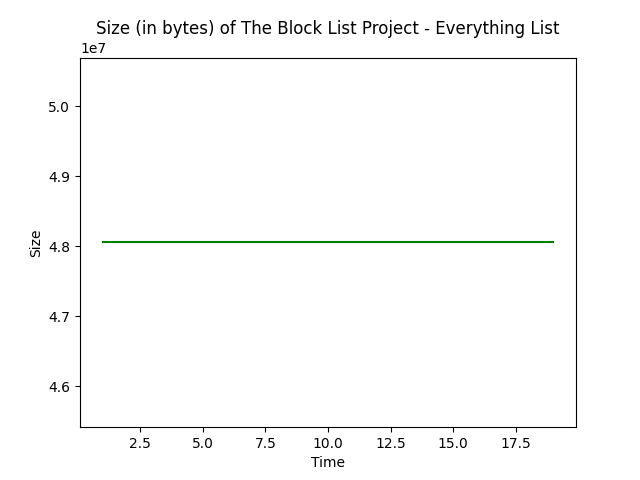 Size (in bytes) of The Block List Project - Everything List
1e7
5.0
4.9
4.8
4.7
4.6
Size
2.5 5.0 7.5 10.0 12.5 15.0 17.5
Time